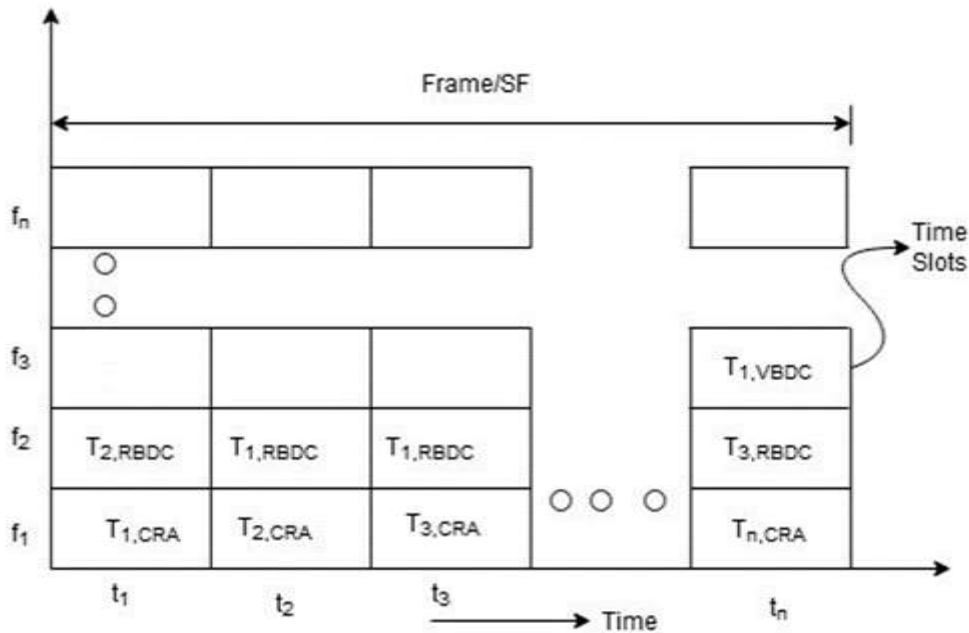 Frame/SF
fn
Time
Slots
f3
T1,VBDC
f2
T2,RBDC T1,RBDC T1,RBDC T3,RBDC
f1
T1,CRA T2,CRA T3,CRA Tn,CRA
t1 t2 t3 tn
Time